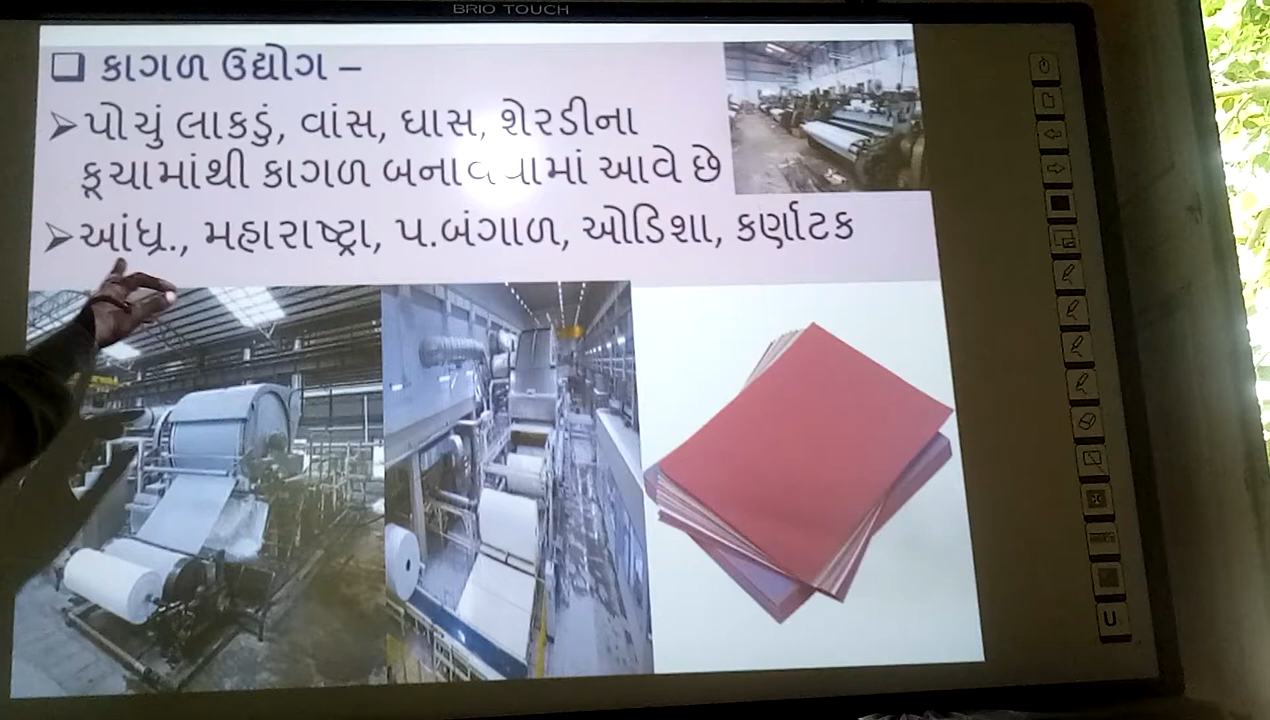 BRIO TOUCH
❑ કાગળ ઉદ્યોગ –
➢પોચું લાકડું, વાંસ, ઘાસ, શેરડીના
કૂચામાંથી કાગળ બનાવવામાં આવે છે
➢આંધ્ર., મહારાષ્ટ્રા, પ.બંગાળ, ઓડિશા, કર્ણાટક